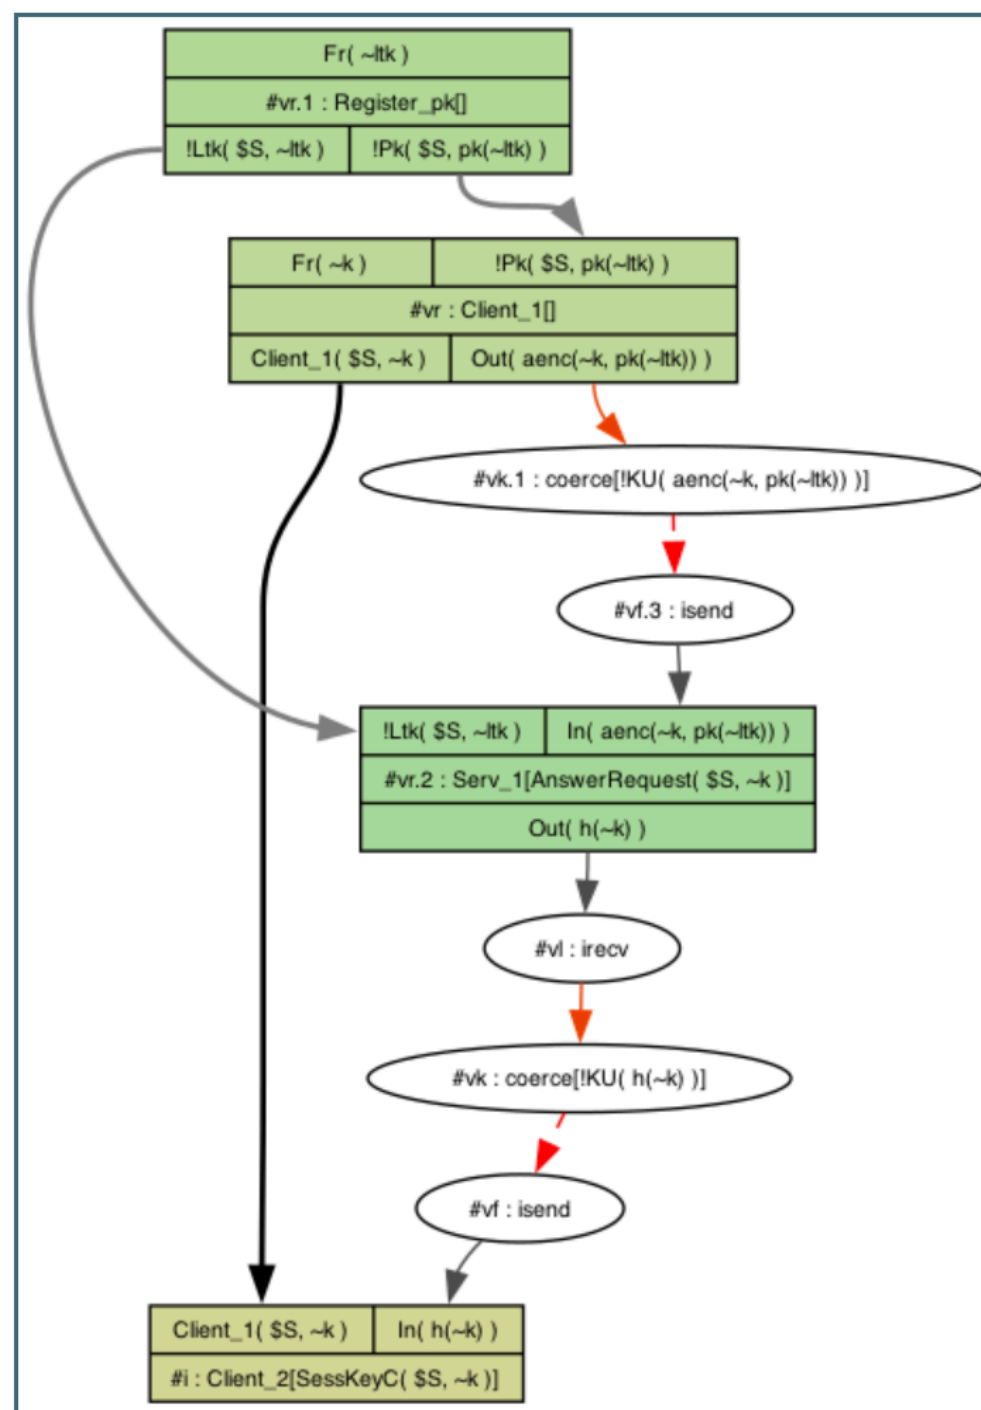 Fr( ~ltk )
#vr.1 : Register_pk[]
!Ltk( $S, ~ltk ) !Pk( $S, pk(~ltk) )
Fr( ~k ) !Pk( $S, pk(~ltk) )
#vr : Client_1[]
Client_1( $S, ~k ) Out( aenc(~k, pk(~ltk)) )
#vk.1 : coerce[!KU( aenc(~k, pk(~ltk)) )]
#vf.3 : isend
!Ltk( $S, ~ltk ) In( aenc(~k, pk(~ltk)) )
#vr.2 : Serv_1[AnswerRequest( $S, ~k )]
Out( h(~k) )
#vl : irecv
#vk : coerce[!KU( h(~k) )]
#vf : isend
Client_1( $S, ~k ) In( h(~k) )
#i : Client_2[SessKeyC( $S, ~k )]